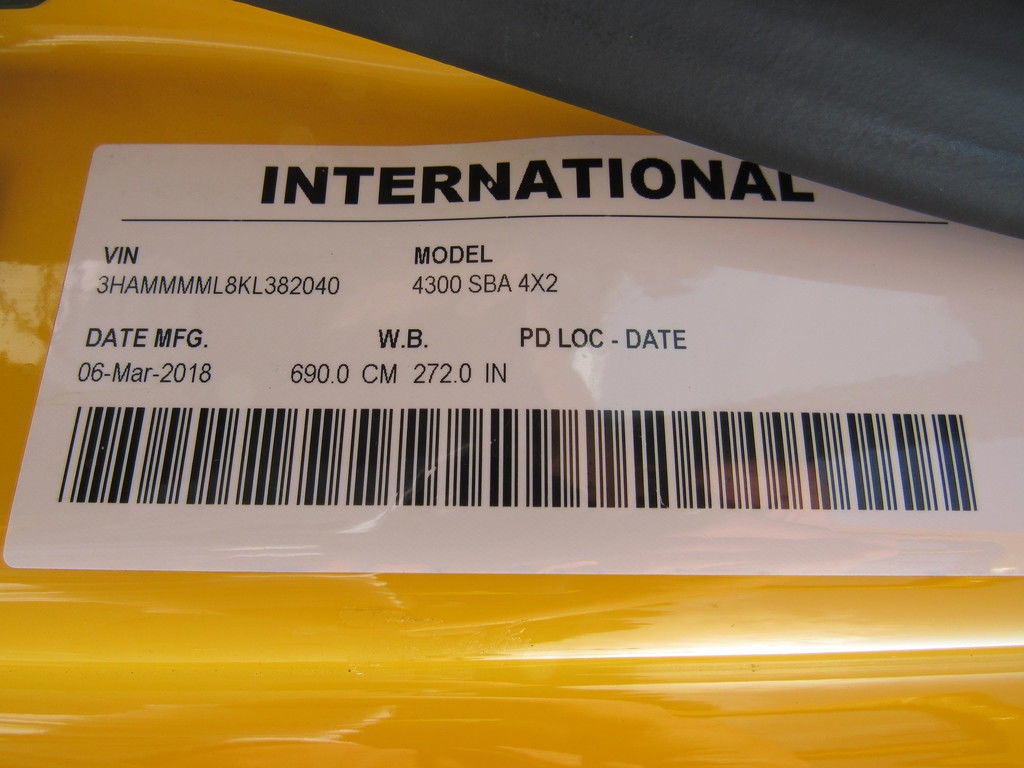 INTERNATIONAL
VIN MODEL
3HAMMMML8KL382040 4300 SBA 4X2
DATE MFG. W.B. PD LOC - DATE
06-Mar-2018 690.0 CM 272.0 IN